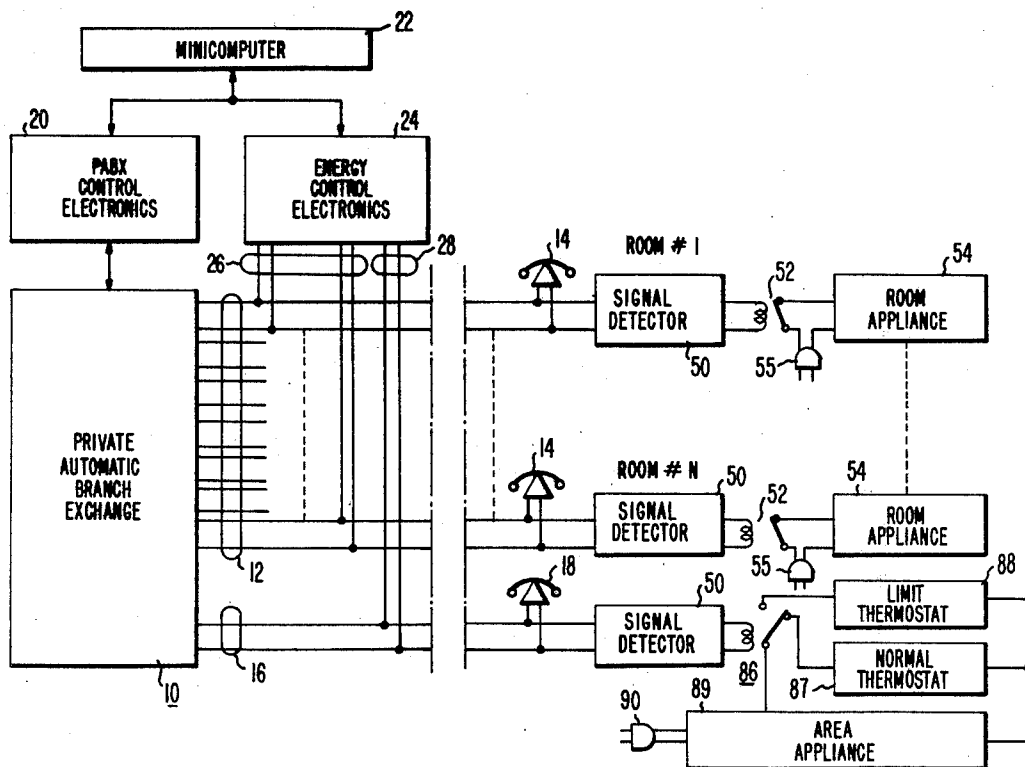 22
MINICOMPUTER
20
24
PABX
CONTROL
ELECTRONICS
ENERGY
CONTROL
ELECTRONICS
26
28
14
ROOM # 1
SIGNAL
DETECTOR
50
52
55
54
ROOM
APPLIANCE
PRIVATE
AUTOMATIC
BRANCH
EXCHANGE
10
12
16
14
ROOM # N
50
SIGNAL
DETECTOR
52
55
54
ROOM
APPLIANCE
18
50
SIGNAL
DETECTOR
86
88
LIMIT
THERMOSTAT
87
NORMAL
THERMOSTAT
90
89
AREA
APPLIANCE